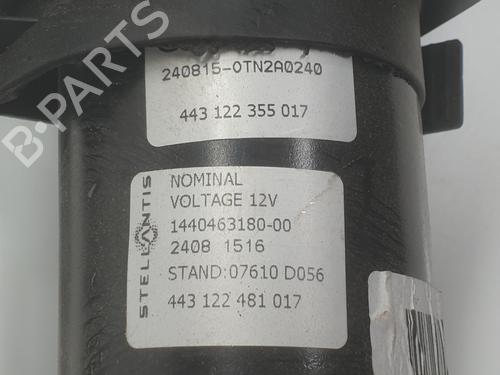 240815-0TN2A0240
443 122 355 017
B-PARTS
STELLANTIS
NOMINAL
VOLTAGE 12V
1440463180-00
2408 1516
STAND:07610 D056
443 122 481 017